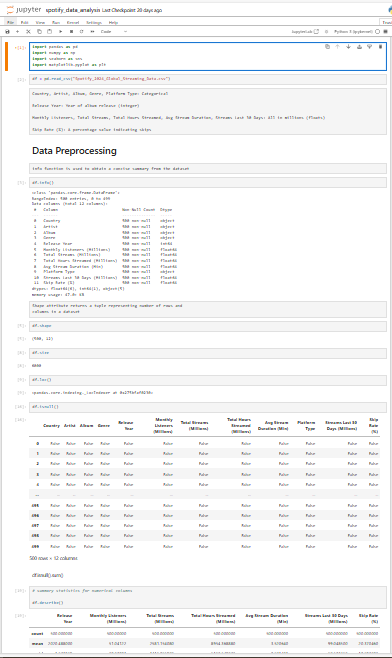 jupyter spotify_data_analysis Last Checkpoint: 20 days ago
File Edit View Run Kernel Settings Help
Code
JupyterLab
Python 3 (ipykernel)
import pandas as pd
import numpy as np
import seaborn as sns
import matplotlib.pyplot as plt
df = pd.read_csv("Spotify_2024_Global_Streaming_Data.csv")
Country, Artist, Album, Genre, Platform Type: Categorical
Release Year: Year of album release (integer)
Monthly Listeners, Total Streams, Total Hours Streamed, Avg Stream Duration, Streams Last 30 Days: All in millions (floats)
Skip Rate (%): A percentage value indicating skips
Data Preprocessing
info function is used to obtain a concise summary from the dataset
df.info()
<class 'pandas.core.frame.DataFrame'>
RangeIndex: 500 entries, 0 to 499
Data columns (total 12 columns):
# Column Non-Null Count Dtype
0 Country 500 non-null object
1 Artist 500 non-null object
2 Album 500 non-null object
3 Genre 500 non-null object
4 Release Year 500 non-null int64
5 Monthly Listeners (Millions) 500 non-null float64
6 Total Streams (Millions) 500 non-null float64
7 Total Hours Streamed (Millions) 500 non-null float64
8 Avg Stream Duration (Min) 500 non-null float64
9 Platform Type 500 non-null object
10 Streams Last 30 Days (Millions) 500 non-null float64
11 Skip Rate (%) 500 non-null float64
dtypes: float64(6), int64(1), object(5)
memory usage: 47.0+ KB
Shape attribute returns a tuple representing number of rows and
columns in a dataset
df.shape
(500, 12)
df.size
6000
df.loc()
df.isnull()
Country Artist Album Genre Release Year Monthly Listeners (Millions) Total Streams (Millions) Total Hours Streamed (Millions) Avg Stream Duration (Min) Platform Type Streams Last 30 Days (Millions) Skip Rate (%)
0 False False False False False False False False False False False False
1 False False False False False False False False False False False False
2 False False False False False False False False False False False False
3 False False False False False False False False False False False False
4 False False False False False False False False False False False False
... ... ... ... ... ... ... ... ... ... ... ... ...
495 False False False False False False False False False False False False
496 False False False False False False False False False False False False
497 False False False False False False False False False False False False
498 False False False False False False False False False False False False
499 False False False False False False False False False False False False
500 rows × 12 columns
df.isnull().sum()
# summary statistics for numerical columns
df.describe()
Release Year Monthly Listeners (Millions) Total Streams (Millions) Total Hours Streamed (Millions) Avg Stream Duration (Min) Streams Last 30 Days (Millions) Skip Rate (%)
count 500.000000 500.000000 500.000000 500.000000 500.000000 500.000000 500.000000
mean